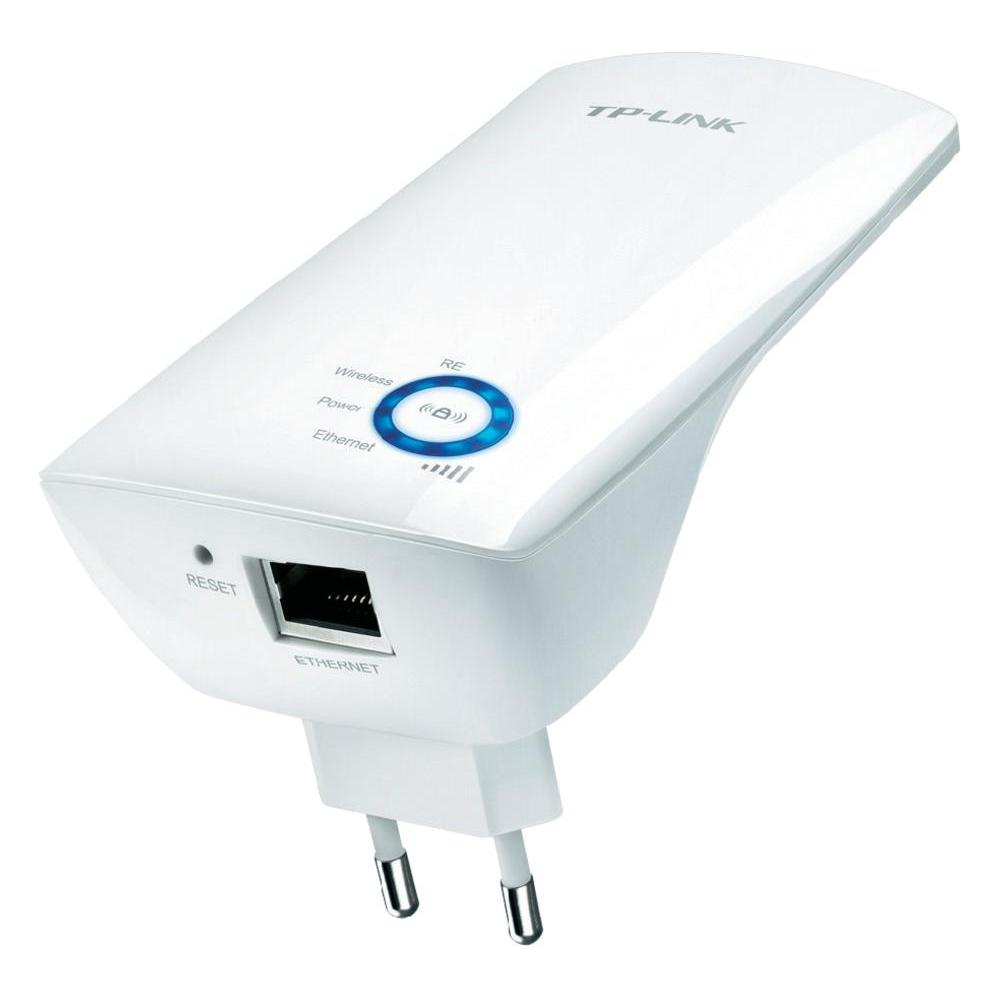 TP-LINK
RE
Wireless
Power
Ethernet
RESET
ETHERNET